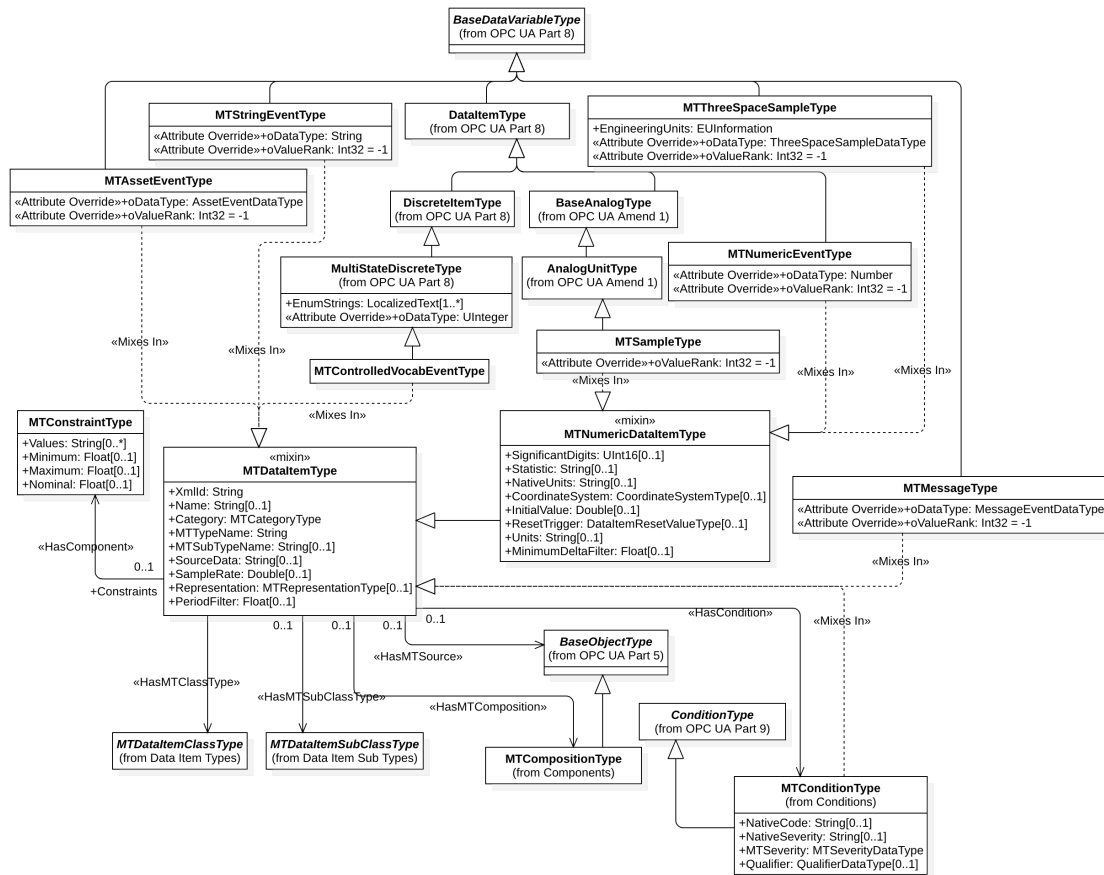 BaseDataVariableType
(from OPC UA Part 8)
MTStringEventType
«Attribute Override»+oDataType: String
«Attribute Override»+oValueRank: Int32 = -1
DataItemType
(from OPC UA Part 8)
MTThreeSpaceSampleType
+EngineeringUnits: EUInformation
«Attribute Override»+oDataType: ThreeSpaceSampleDataType
«Attribute Override»+oValueRank: Int32 = -1
MTAssetEventType
«Attribute Override»+oDataType: AssetEventDataType
«Attribute Override»+oValueRank: Int32 = -1
DiscreteItemType
(from OPC UA Part 8)
BaseAnalogType
(from OPC UA Amend 1)
MTNumericEventType
«Attribute Override»+oDataType: Number
«Attribute Override»+oValueRank: Int32 = -1
MultiStateDiscreteType
(from OPC UA Part 8)
+EnumStrings: LocalizedText[1..*]
«Attribute Override»+oDataType: UInteger
AnalogUnitType
(from OPC UA Amend 1)
MTSampleType
«Attribute Override»+oValueRank: Int32 = -1
«Mixes In»
«Mixes In»
MTControlledVocabEventType
«Mixes In»
«Mixes In»
«Mixes In»
«Mixes In»
MTConstraintType
+Values: String[0..*]
+Minimum: Float[0..1]
+Maximum: Float[0..1]
+Nominal: Float[0..1]
«mixin»
MTNumericDataItemType
+SignificantDigits: UInt16[0..1]
+Statistic: String[0..1]
+NativeUnits: String[0..1]
+CoordinateSystem: CoordinateSystemType[0..1]
+InitialValue: Double[0..1]
+ResetTrigger: DataItemResetValueType[0..1]
+Units: String[0..1]
+MinimumDeltaFilter: Float[0..1]
«mixin»
MTDataItemType
+XmlId: String
+Name: String[0..1]
+Category: MTCategoryType
+MTTypeName: String
+MTSubTypeName: String[0..1]
+SourceData: String[0..1]
+SampleRate: Double[0..1]
+Representation: MTRepresentationType[0..1]
+PeriodFilter: Float[0..1]
MTMessageType
«Attribute Override»+oDataType: MessageEventDataType
«Attribute Override»+oValueRank: Int32 = -1
«HasComponent»
0..1
+Constraints
«Mixes In»
0..1
0..1
0..1
0..1
«HasCondition»
«Mixes In»
«HasMTSource»
BaseObjectType
(from OPC UA Part 5)
«HasMTClassType»
«HasMTSubClassType»
«HasMTComposition»
ConditionType
(from OPC UA Part 9)
MTDataItemClassType
(from Data Item Types)
MTDataItemSubClassType
(from Data Item Sub Types)
MTCompositionType
(from Components)
MTConditionType
(from Conditions)
+NativeCode: String[0..1]
+NativeSeverity: String[0..1]
+MTSeverity: MTSeverityDataType
+Qualifier: QualifierDataType[0..1]